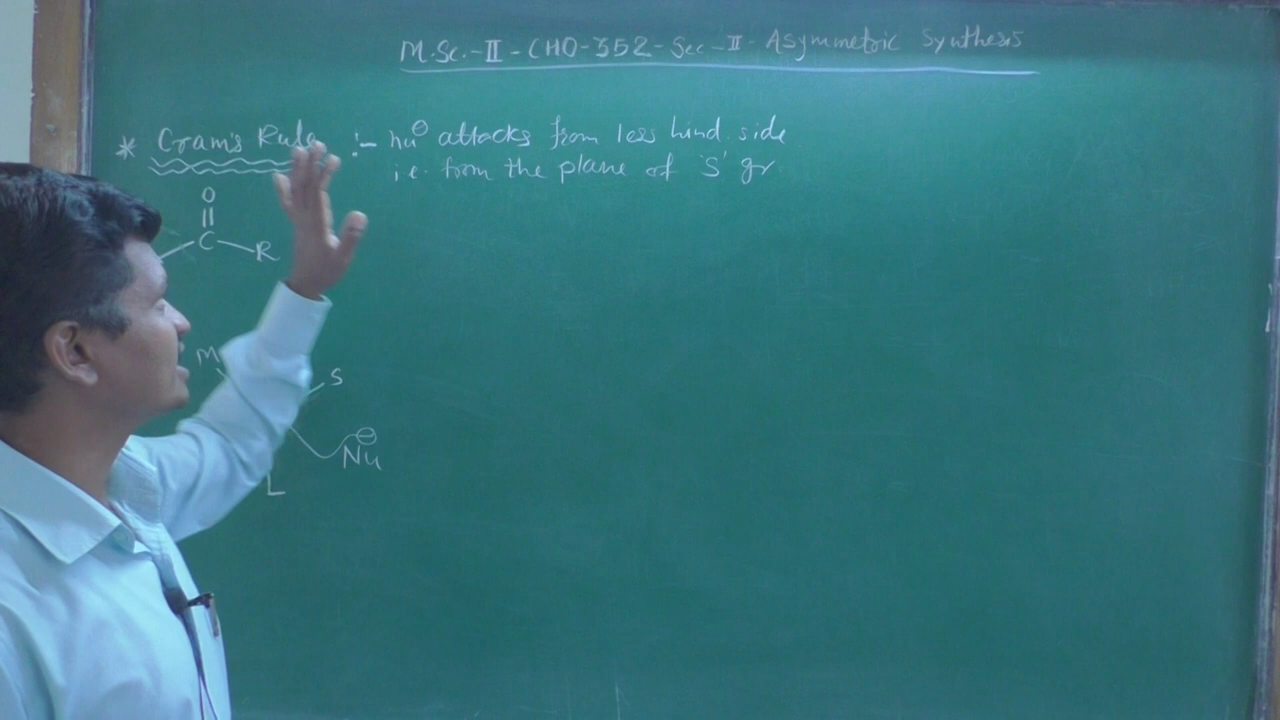 M.Sc.-II-CHO-352-Sec-II-Asymmetric Synthesis
* Cram's Rule :- nu⊖ attacks from less hind. side
i.e. from the plane of 'S' gr.
O
C R
M
S
⊖
Nu
L